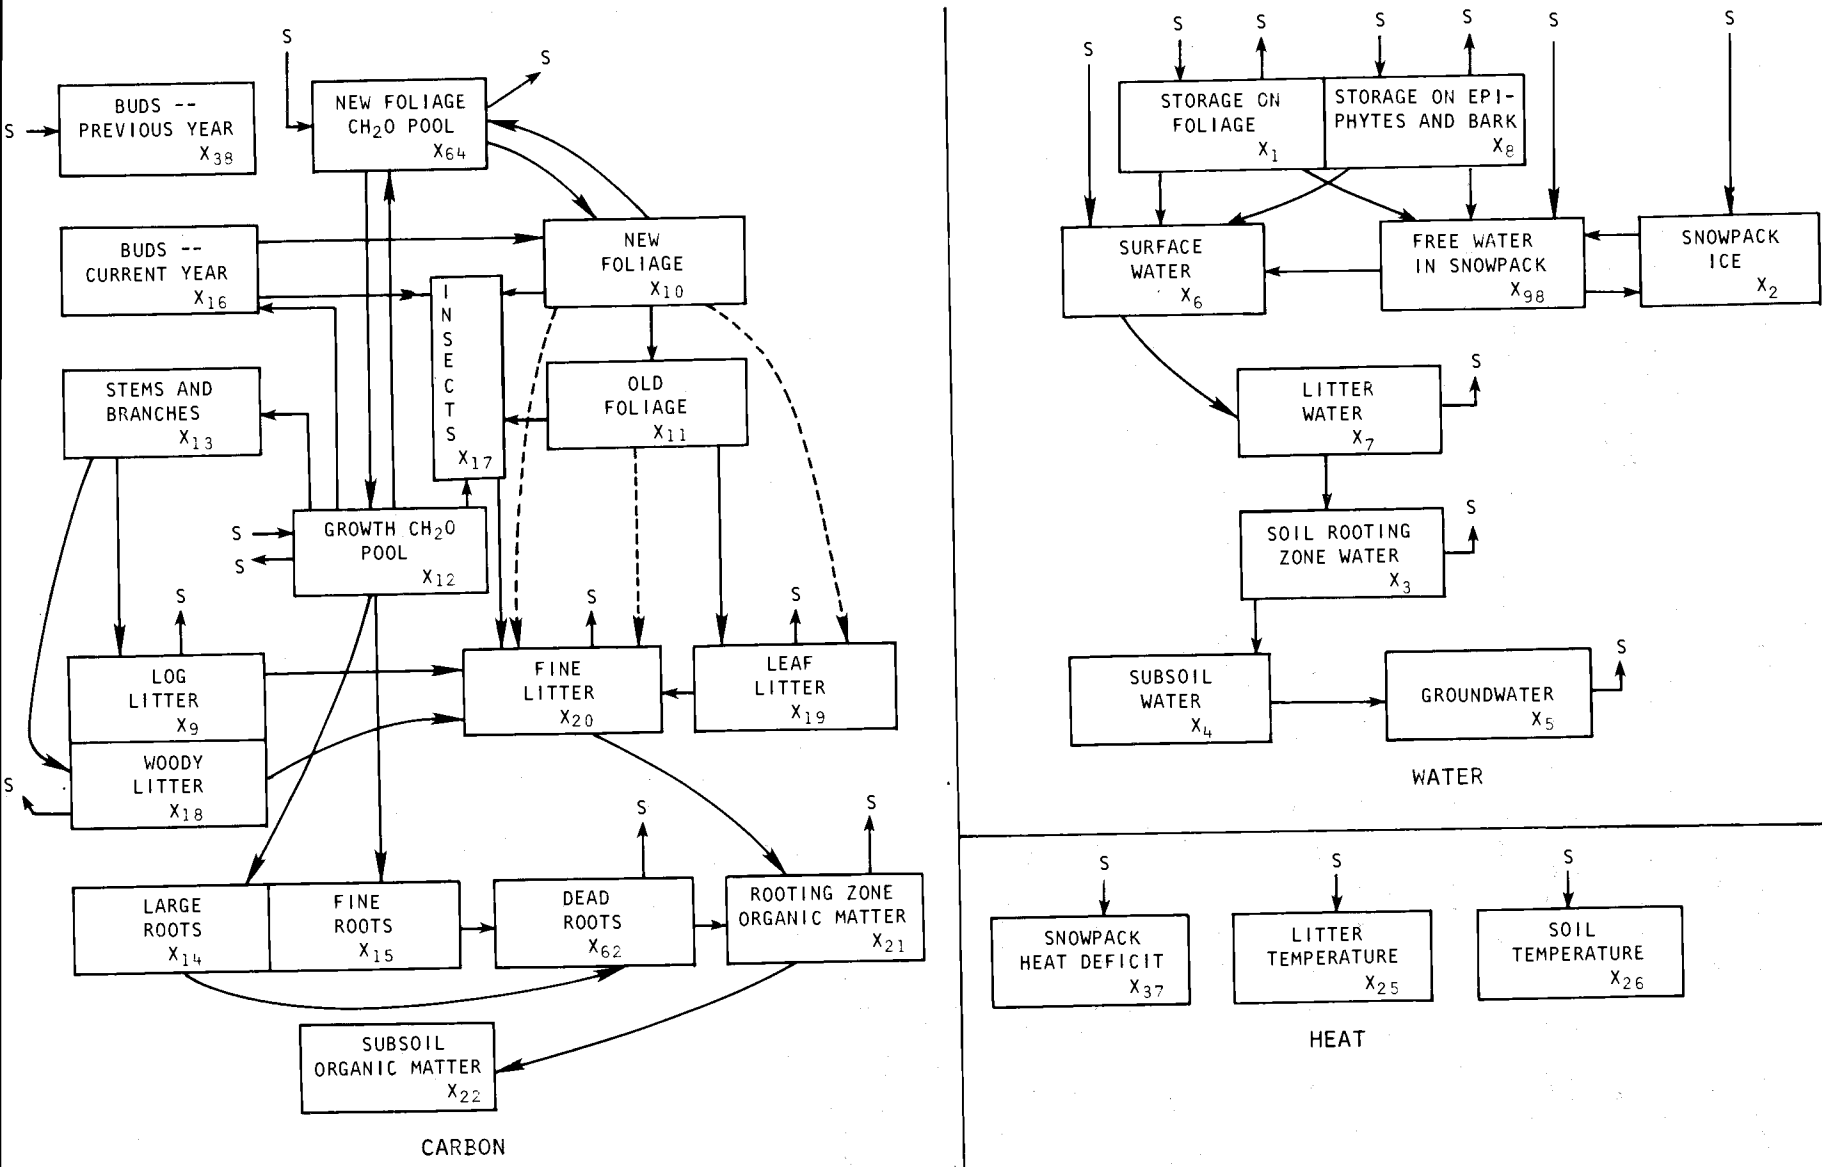 S
BUDS --
PREVIOUS YEAR
X38
S
NEW FOLIAGE
CH2O POOL
X64
S
BUDS --
CURRENT YEAR
X16
NEW
FOLIAGE
X10
INSECTS
X17
STEMS AND
BRANCHES
X13
OLD
FOLIAGE
X11
S
S
GROWTH CH2O
POOL
X12
S
LOG
LITTER
X9
S
WOODY
LITTER
X18
S
FINE
LITTER
X20
S
LEAF
LITTER
X19
LARGE
ROOTS
X14
FINE
ROOTS
X15
S
DEAD
ROOTS
X62
S
ROOTING ZONE
ORGANIC MATTER
X21
SUBSOIL
ORGANIC MATTER
X22
CARBON
S
S
S
S
S
S
S
STORAGE ON
FOLIAGE
X1
STORAGE ON EPI-
PHYTES AND BARK
X8
SURFACE
WATER
X6
FREE WATER
IN SNOWPACK
X98
SNOWPACK
ICE
X2
LITTER
WATER
X7
S
SOIL ROOTING
ZONE WATER
X3
S
SUBSOIL
WATER
X4
GROUNDWATER
X5
S
WATER
S
SNOWPACK
HEAT DEFICIT
X37
S
LITTER
TEMPERATURE
X25
S
SOIL
TEMPERATURE
X26
HEAT